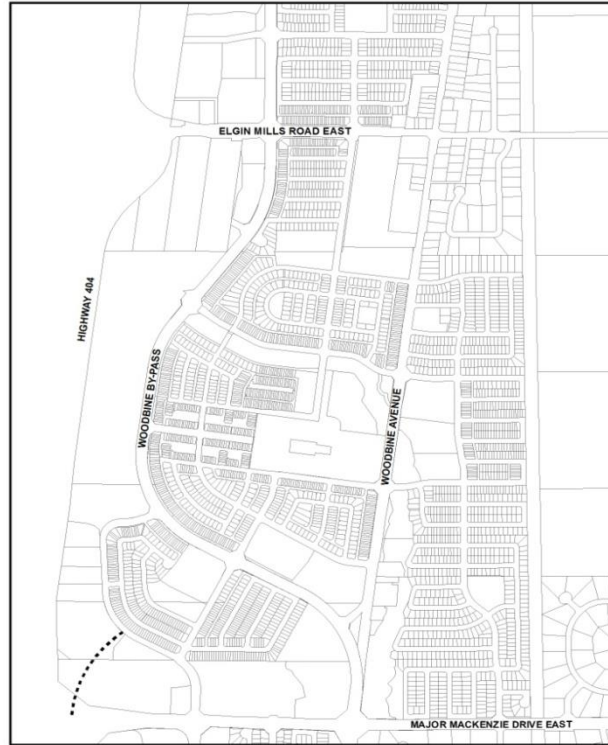 ELGIN MILLS ROAD EAST
HIGHWAY 404
WOODBINE BY-PASS
WOODBINE AVENUE
MAJOR MACKENZIE DRIVE EAST